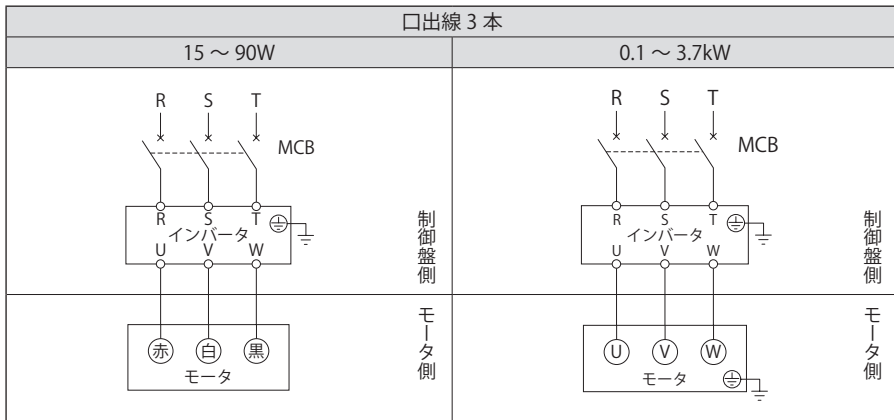 口出線 3 本
15 ～ 90W
0.1 ～ 3.7kW
R S T
MCB
R S T
インバータ
U V W
制御盤側
赤 白 黒
モータ
モータ側
R S T
MCB
R S T
インバータ
U V W
制御盤側
U V W
モータ
モータ側